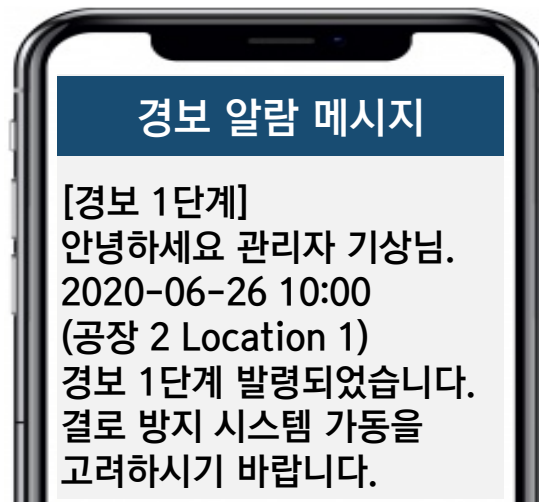 경보 알람 메시지
[경보 1단계]
안녕하세요 관리자 기상님.
2020-06-26 10:00
(공장 2 Location 1)
경보 1단계 발령되었습니다.
결로 방지 시스템 가동을
고려하시기 바랍니다.